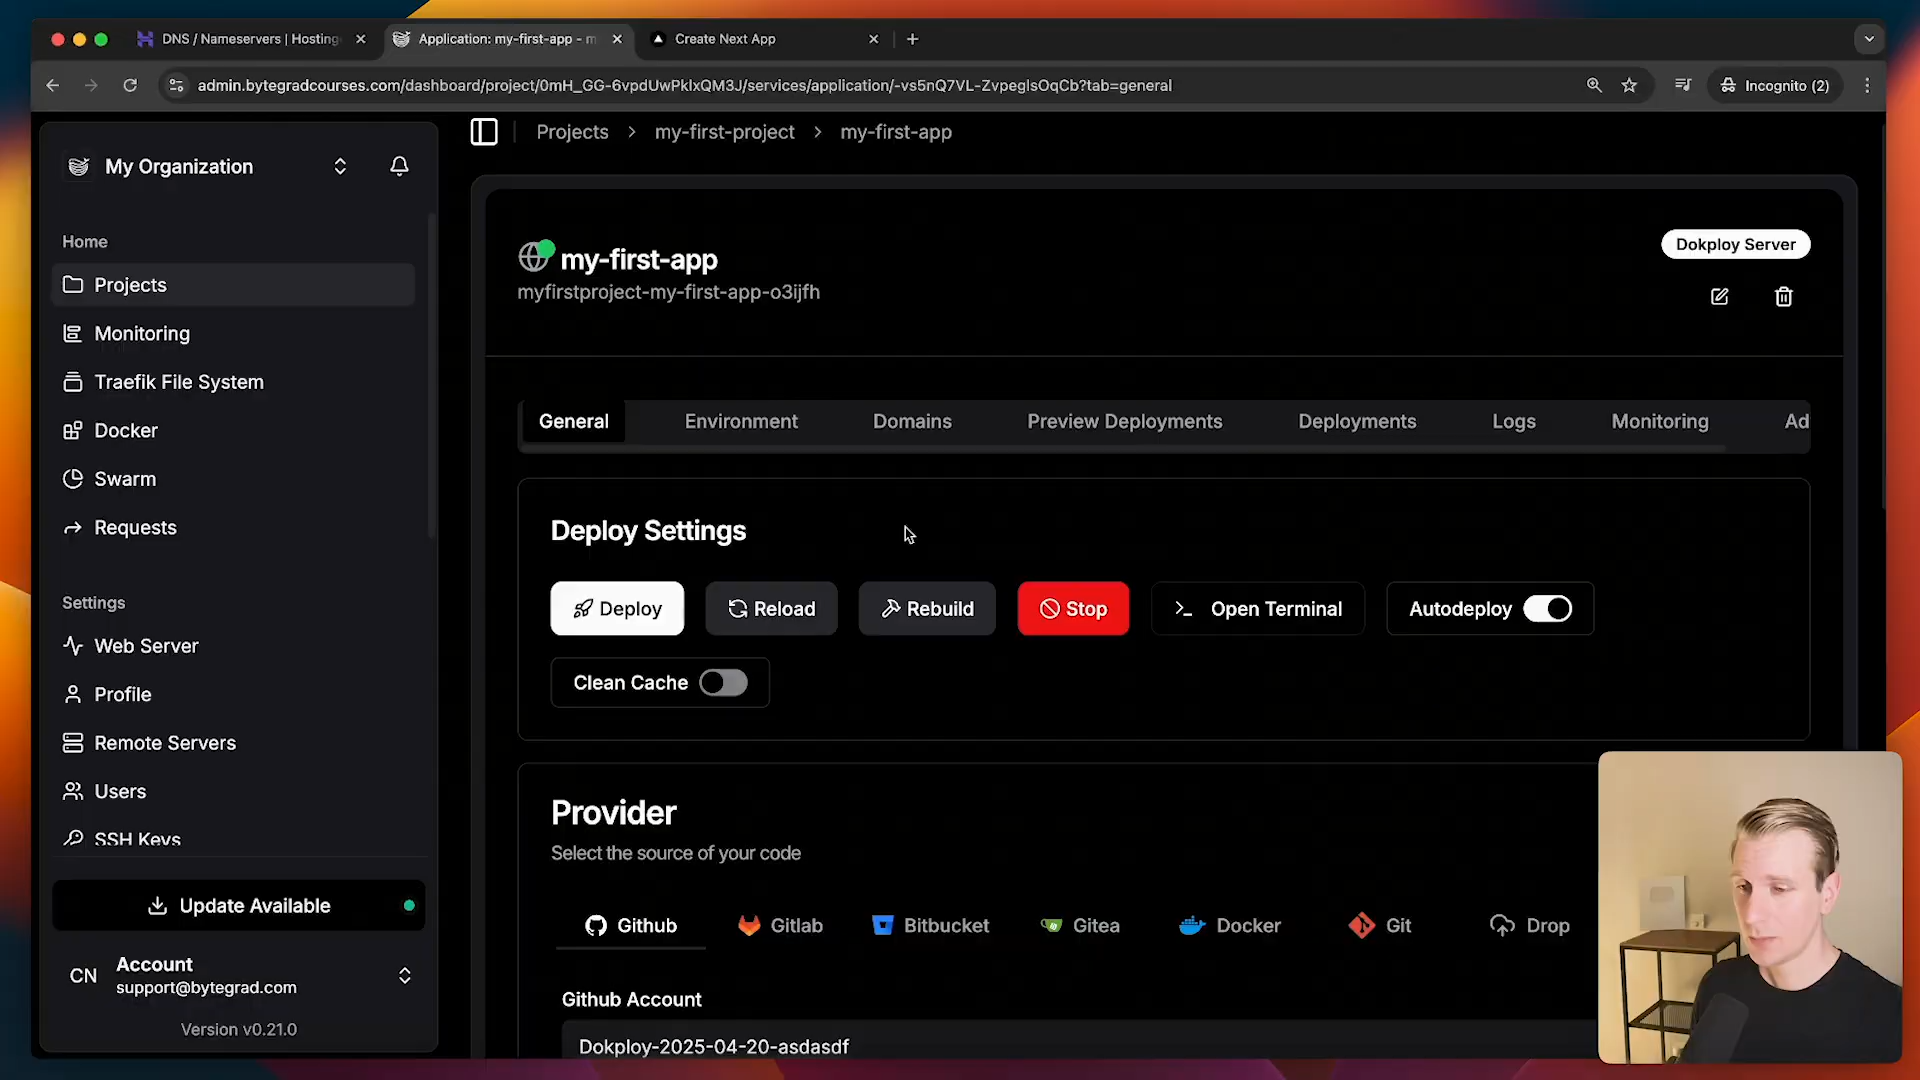 DNS / Nameservers | Hosting
Application: my-first-app - m
Create Next App
admin.bytegradcourses.com/dashboard/project/0mH_GG-6vpdUwPkIxQM3J/services/application/-vs5nQ7VL-ZvpeglsOqCb?tab=general
Incognito (2)
My Organization
Home
Projects
Monitoring
Traefik File System
Docker
Swarm
Requests
Settings
Web Server
Profile
Remote Servers
Users
SSH Keys
Update Available
CN
Account
support@bytegrad.com
Version v0.21.0
Projects > my-first-project > my-first-app
my-first-app
myfirstproject-my-first-app-o3ijfh
Dokploy Server
General Environment Domains Preview Deployments Deployments Logs Monitoring Ad
Deploy Settings
Deploy Reload Rebuild Stop Open Terminal Autodeploy
Clean Cache
Provider
Select the source of your code
Github Gitlab Bitbucket Gitea Docker Git Drop
Github Account
Dokploy-2025-04-20-asdasdf